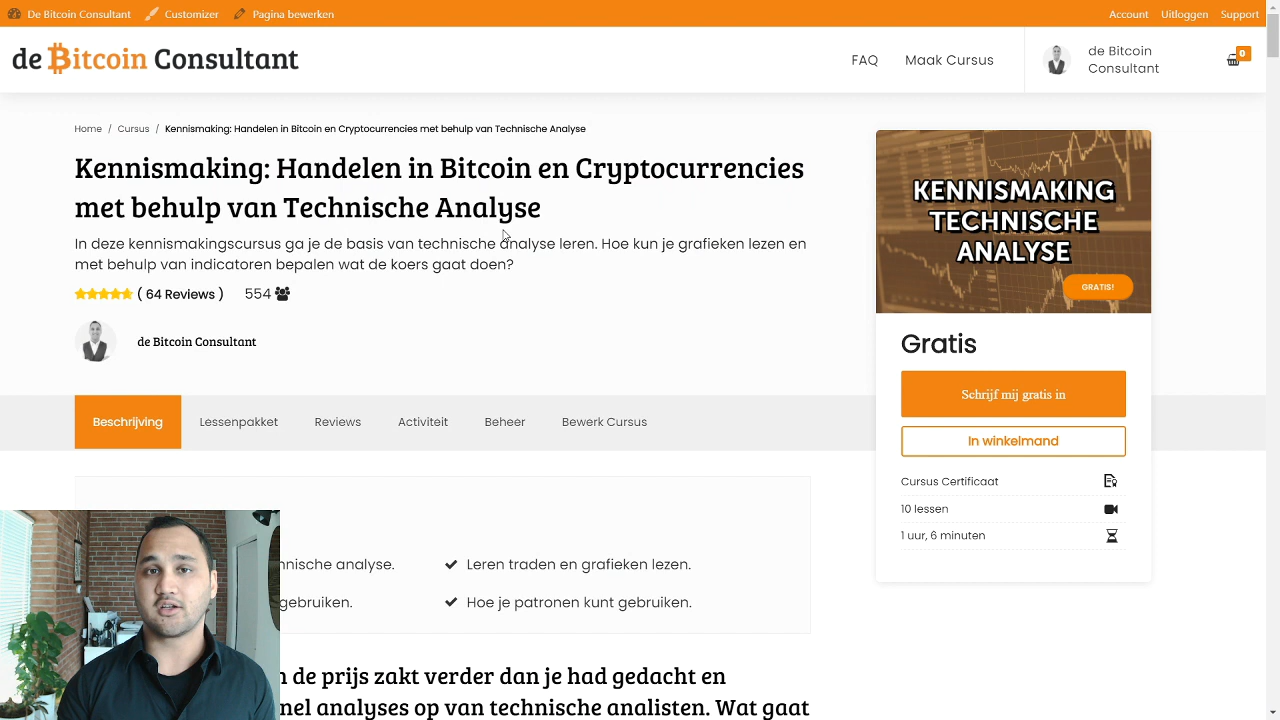 De Bitcoin Consultant Customizer Pagina bewerken Account Uitloggen Support
de Bitcoin Consultant
FAQ Maak Cursus
de Bitcoin
Consultant
0
Home / Cursus / Kennismaking: Handelen in Bitcoin en Cryptocurrencies met behulp van Technische Analyse
Kennismaking: Handelen in Bitcoin en Cryptocurrencies
met behulp van Technische Analyse
In deze kennismakingscursus ga je de basis van technische analyse leren. Hoe kun je grafieken lezen en
met behulp van indicatoren bepalen wat de koers gaat doen?
( 64 Reviews ) 554
de Bitcoin Consultant
KENNISMAKING
TECHNISCHE
ANALYSE
GRATIS!
Gratis
Schrijf mij gratis in
In winkelmand
Cursus Certificaat
10 lessen
1 uur, 6 minuten
Beschrijving Lessenpakket Reviews Activiteit Beheer Bewerk Cursus
analyse. Leren traden en grafieken lezen.
gebruiken. Hoe je patronen kunt gebruiken.
de prijs zakt verder dan je had gedacht en
analyses op van technische analisten. Wat gaat